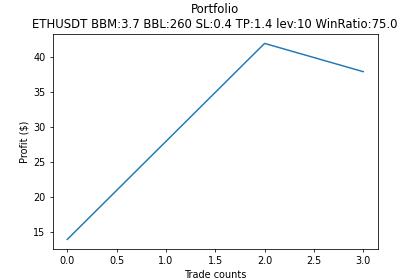 Portfolio
ETHUSDT BBM:3.7 BBL:260 SL:0.4 TP:1.4 lev:10 WinRatio:75.0
Profit ($)
40
35
30
25
20
15
0.0 0.5 1.0 1.5 2.0 2.5 3.0
Trade counts